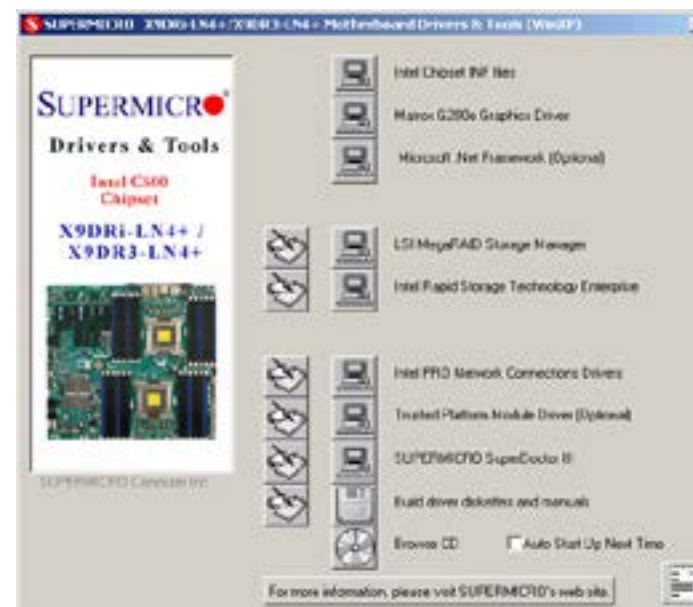 SUPERMICRO X9DRi-LN4+/X9DR3-LN4+ Motherboard Drivers & Tools (WinXP)
SUPERMICRO
Drivers & Tools
Intel C600
Chipset
X9DRi-LN4+ /
X9DR3-LN4+
SUPERMICRO Computer Inc.
Intel Chipset INF files
Matrox G200e Graphics Driver
Microsoft .Net Framework (Optional)
LSI MegaRAID Storage Manager
Intel Rapid Storage Technology Enterprise
Intel PRO Network Connections Drivers
Trusted Platform Module Driver (Optional)
SUPERMICRO SuperDoctor III
Build driver diskettes and manuals
Browse CD
Auto Start Up Next Time
For more information, please visit SUPERMICRO's web site.